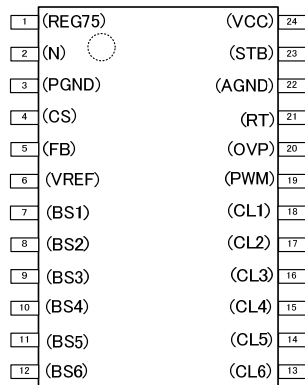 1 (REG75) (VCC) 24
2 (N) (STB) 23
3 (PGND) (AGND) 22
4 (CS) (RT) 21
5 (FB) (OVP) 20
6 (VREF) (PWM) 19
7 (BS1) (CL1) 18
8 (BS2) (CL2) 17
9 (BS3) (CL3) 16
10 (BS4) (CL4) 15
11 (BS5) (CL5) 14
12 (BS6) (CL6) 13